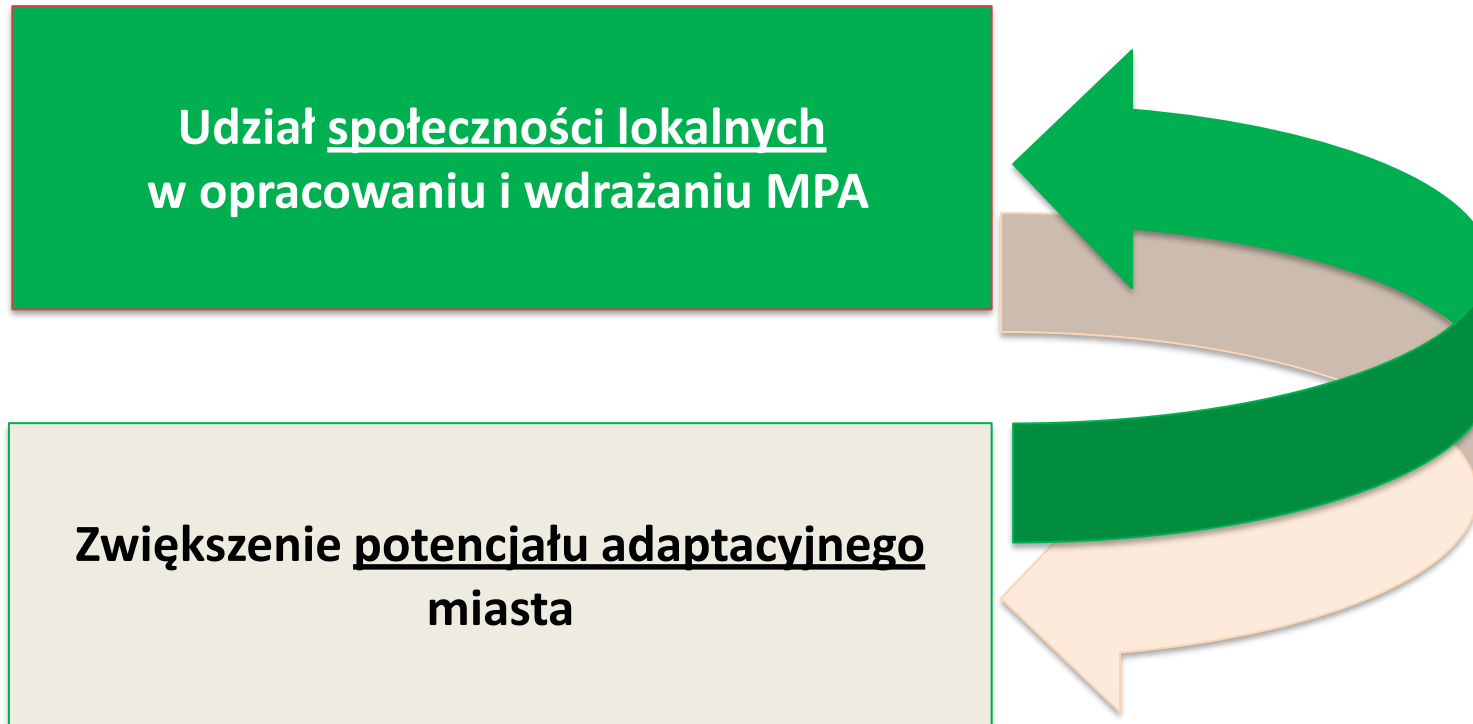 Udział społeczności lokalnych
w opracowaniu i wdrażaniu MPA
Zwiększenie potencjału adaptacyjnego
miasta